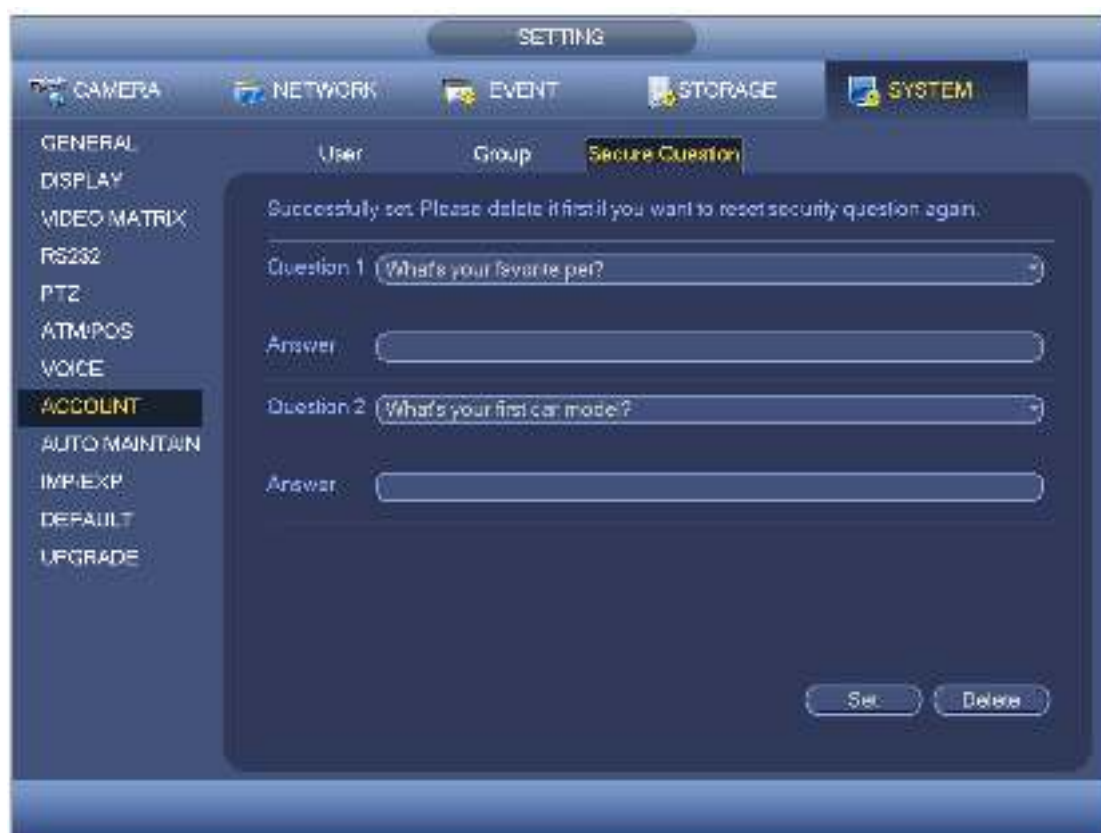 SETTING
CAMERA NETWORK EVENT STORAGE SYSTEM
GENERAL
DISPLAY
VIDEO MATRIX
RS232
PTZ
ATM/POS
VOICE
ACCOUNT
AUTO MAINTAIN
IMP/EXP
DEFAULT
UPGRADE
User Group Secure Question
Successfully set. Please delete it first if you want to reset security question again.
Question 1 What's your favorite pet?
Answer
Question 2 What's your first car model?
Answer
Set Delete